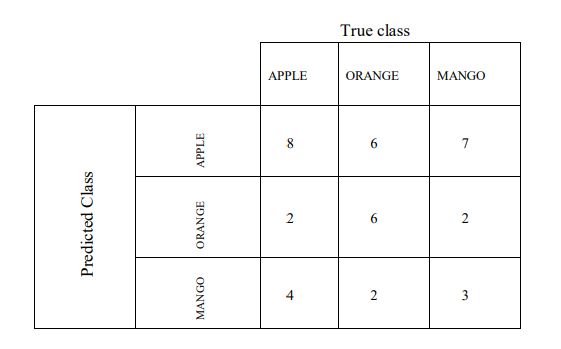 True class
APPLE ORANGE MANGO
Predicted Class
APPLE 8 6 7
ORANGE 2 6 2
MANGO 4 2 3